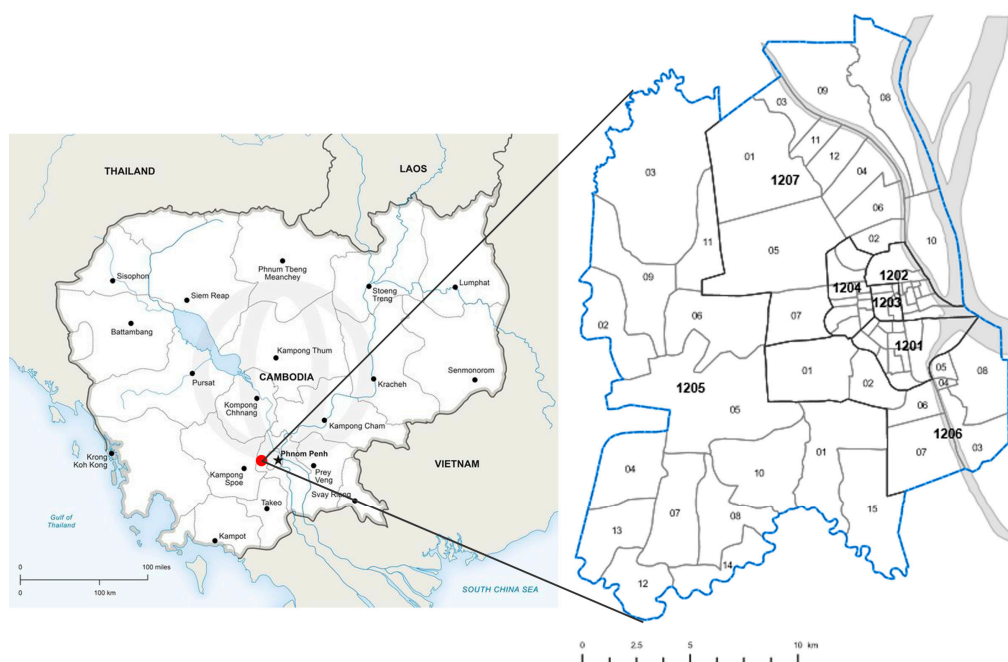 THAILAND
LAOS
Sisophon
Siem Reap
Phnum Tbeng
Meanchey
Stoeng
Treng
Lumphat
Battambang
Kampong Thum
CAMBODIA
Pursat
Kracheh
Senmonorom
Kompong
Chhnang
Kampong Cham
Krong
Koh Kong
Phnom Penh
Kampong
Spoe
Prey
Veng
VIETNAM
Svay Rieng
Takeo
Kampot
Gulf of
Thailand
SOUTH CHINA SEA
0 100 miles
0 100 km
09
08
03
01
11
12
03
1207
04
06
11
05
02
10
1202
09
1204
1203
02
06
07
1201
05
08
04
01
02
1205
05
06
1206
07
03
04
10
01
07
08
15
13
14
12
0 2.5 5 10 km